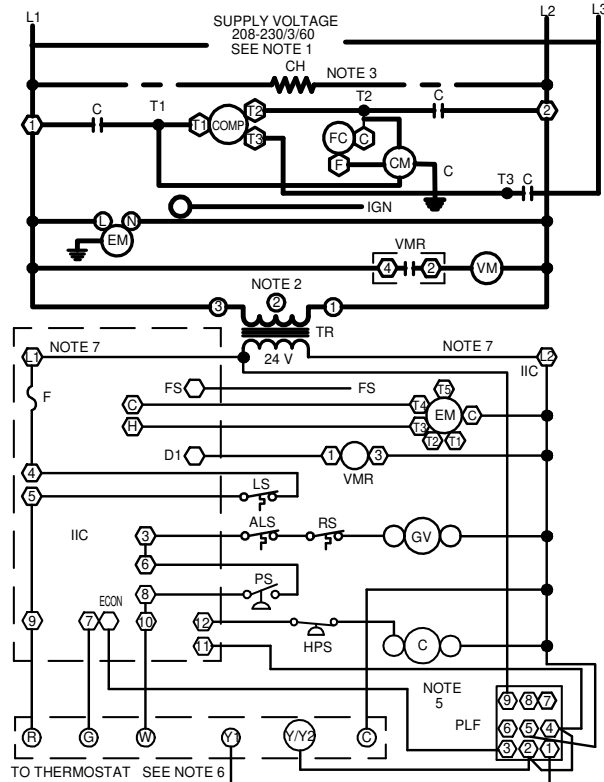 L1 L2 L3
SUPPLY VOLTAGE
208-230/3/60
SEE NOTE 1
CH NOTE 3
C T1 T2 C
1 T1 COMP T2 T3 FC C F CM C 2
T3 C
IGN
L N
EM
VMR
4 2 VM
NOTE 2
3 2 1
TR
24 V
L1 NOTE 7 NOTE 7 L2
IIC
F
FS FS
C T4 T5 EM C
H T3 T2 T1
D1 1 3
VMR
4 LS
5
IIC 3 ALS RS GV
6
8 PS
ECON
9 7 10 12 HPS C
11
NOTE
5
9 8 7
PLF 6 5 4
3 2 1
R G W Y1 Y/Y2 C
TO THERMOSTAT SEE NOTE 6